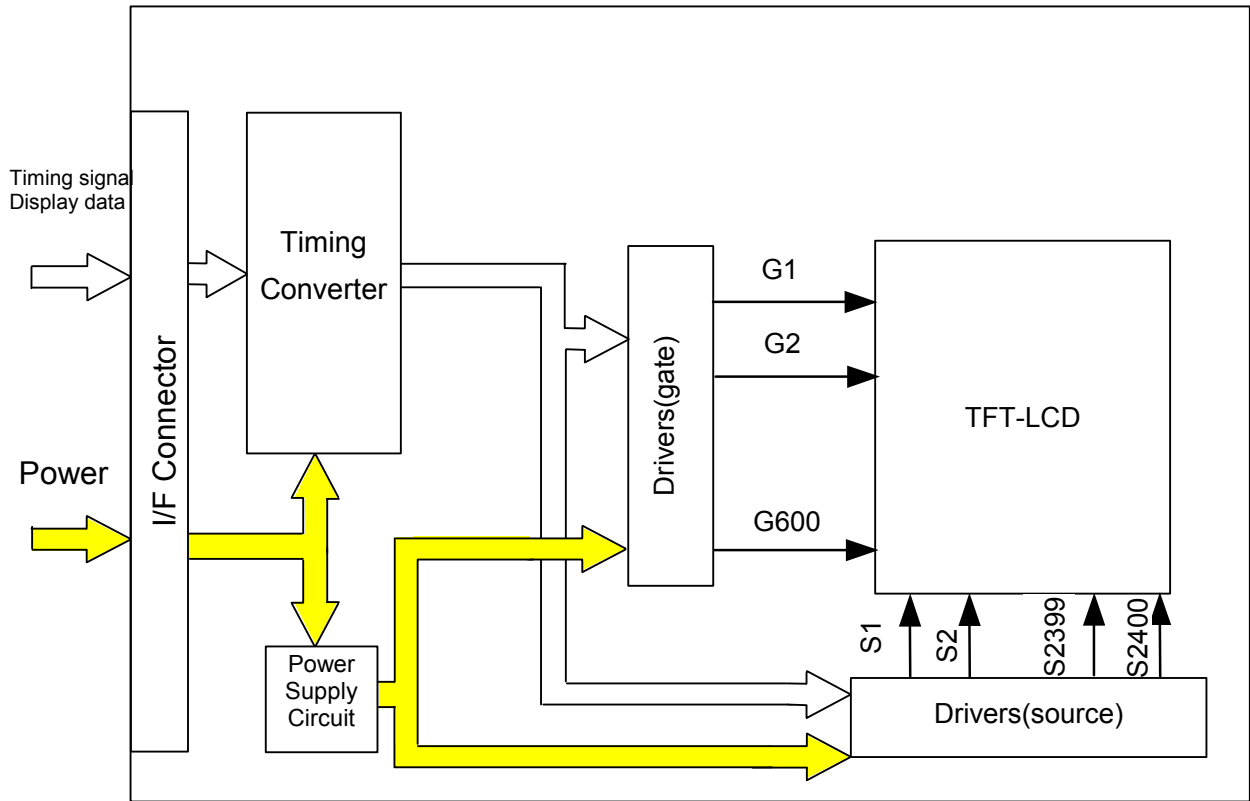 Timing signal
Display data
Power
I/F Connector
Timing
Converter
Power
Supply
Circuit
Drivers(gate)
G1
G2
G600
TFT-LCD
S1
S2
S2399
S2400
Drivers(source)